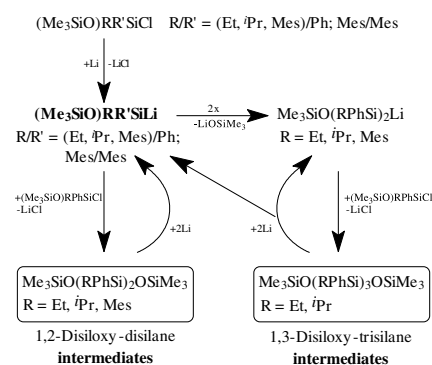 (Me₃SiO)RR'SiCl R/R' = (Et, ⁱPr, Mes)/Ph; Mes/Mes
+Li -LiCl
(Me₃SiO)RR'SiLi
R/R' = (Et, ⁱPr, Mes)/Ph;
Mes/Mes
2x
-LiOSiMe₃
Me₃SiO(RPhSi)₂Li
R = Et, ⁱPr, Mes
+(Me₃SiO)RPhSiCl
-LiCl
+2Li
+2Li
+(Me₃SiO)RPhSiCl
-LiCl
Me₃SiO(RPhSi)₂OSiMe₃
R = Et, ⁱPr, Mes
1,2-Disiloxy-disilane
intermediates
Me₃SiO(RPhSi)₃OSiMe₃
R = Et, ⁱPr
1,3-Disiloxy-trisilane
intermediates